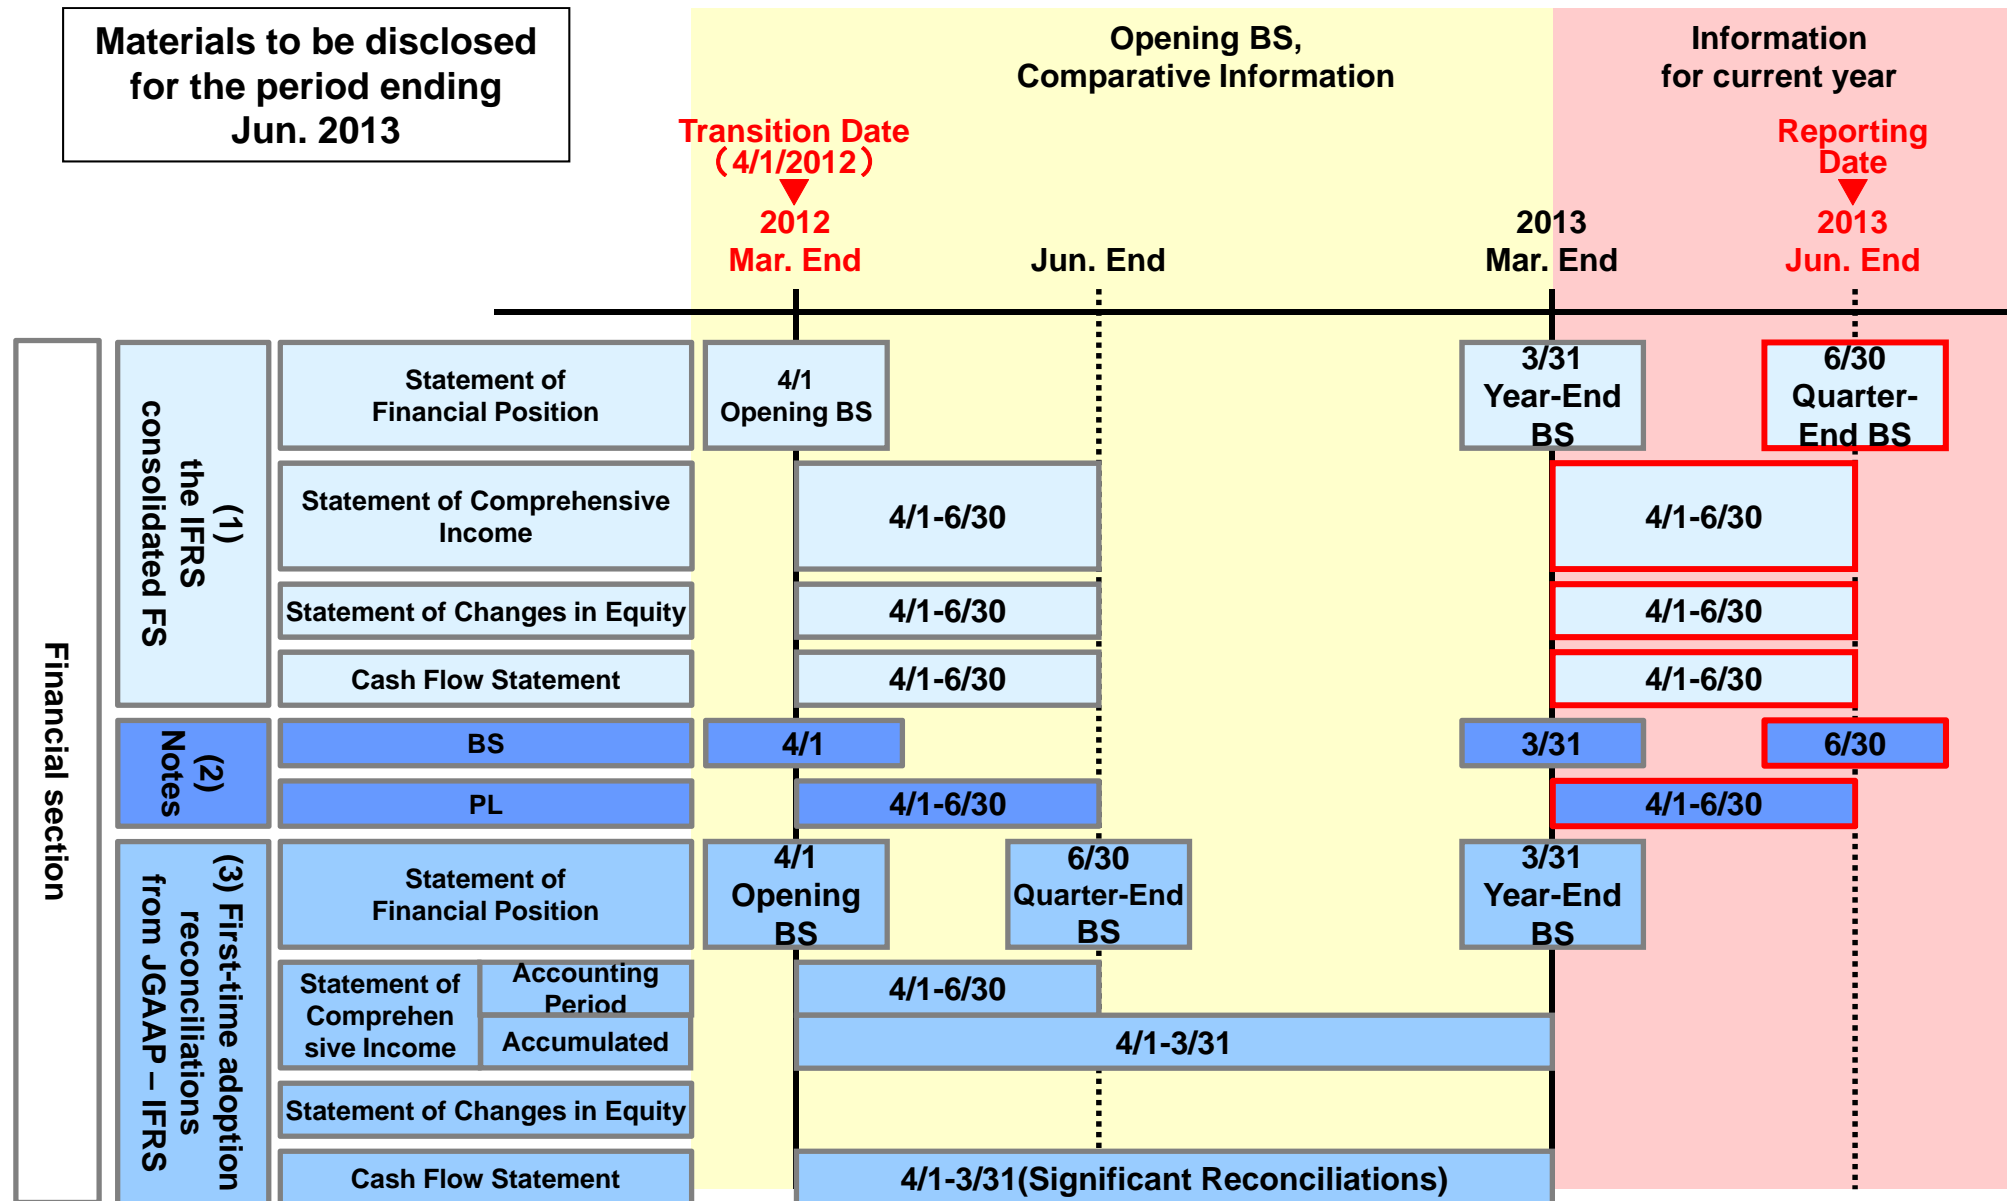 Materials to be disclosed
for the period ending
Jun. 2013
Opening BS,
Comparative Information
Information
for current year
Transition Date
（4/1/2012）
Reporting
Date
2012
Mar. End
Jun. End
2013
Mar. End
2013
Jun. End
Financial section
(1)
the IFRS
consolidated FS
Statement of
Financial Position
4/1
Opening BS
3/31
Year-End
BS
6/30
Quarter-
End BS
Statement of Comprehensive
Income
4/1-6/30
4/1-6/30
Statement of Changes in Equity
4/1-6/30
4/1-6/30
Cash Flow Statement
4/1-6/30
4/1-6/30
(2)
Notes
BS
4/1
3/31
6/30
PL
4/1-6/30
4/1-6/30
(3) First-time adoption
reconciliations
from JGAAP – IFRS
Statement of
Financial Position
4/1
Opening
BS
6/30
Quarter-End
BS
3/31
Year-End
BS
Statement of
Comprehen
sive Income
Accounting
Period
4/1-6/30
Accumulated
4/1-3/31
Statement of Changes in Equity
Cash Flow Statement
4/1-3/31(Significant Reconciliations)